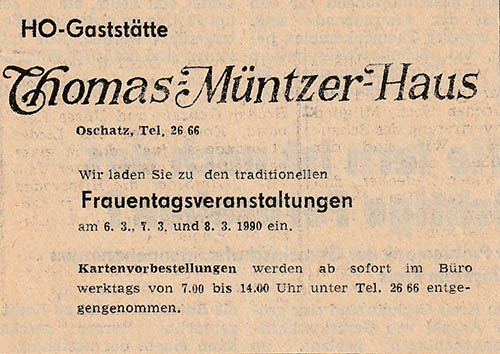 HO-Gaststätte
Thomas-Müntzer-Haus
Oschatz, Tel. 26 66
Wir laden Sie zu den traditionellen
Frauentagsveranstaltungen
am 6. 3., 7. 3. und 8. 3. 1990 ein.
Kartenvorbestellungen werden ab sofort im Büro
werktags von 7.00 bis 14.00 Uhr unter Tel. 26 66 entge-
gengenommen.